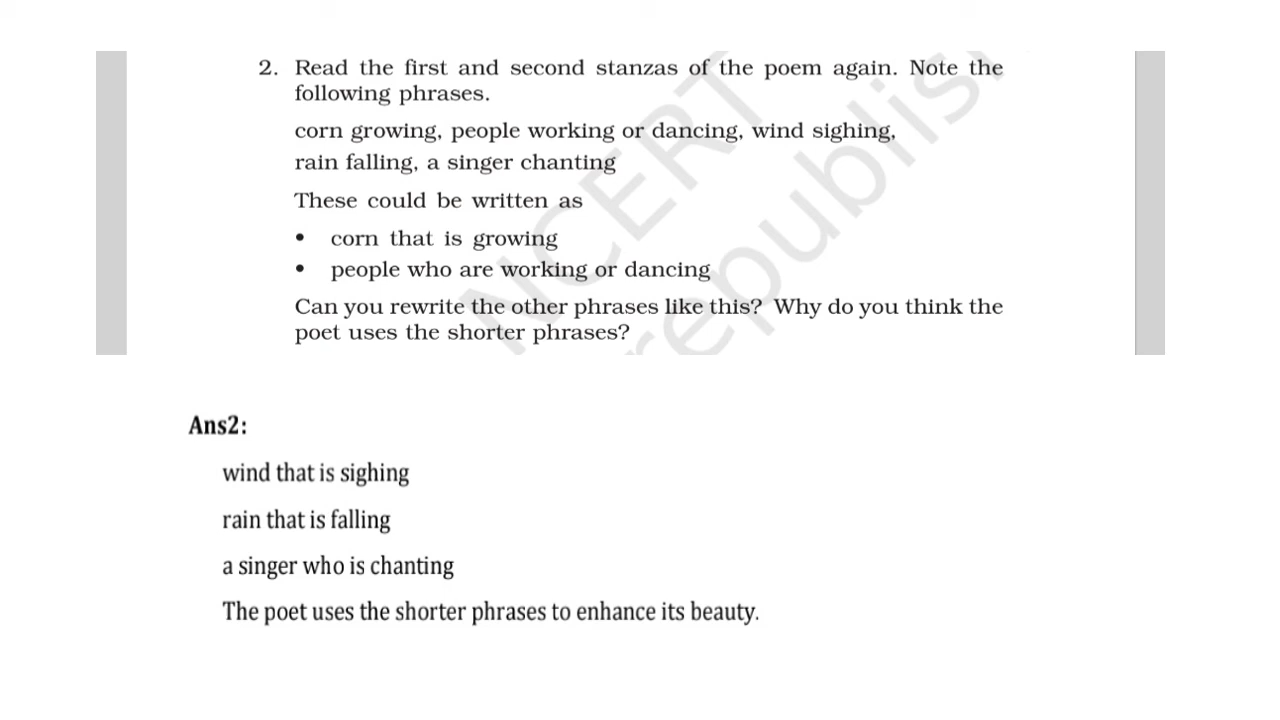 2. Read the first and second stanzas of the poem again. Note the
following phrases.
corn growing, people working or dancing, wind sighing,
rain falling, a singer chanting
These could be written as
• corn that is growing
• people who are working or dancing
Can you rewrite the other phrases like this? Why do you think the
poet uses the shorter phrases?
NCERT
republis
Ans2:
wind that is sighing
rain that is falling
a singer who is chanting
The poet uses the shorter phrases to enhance its beauty.